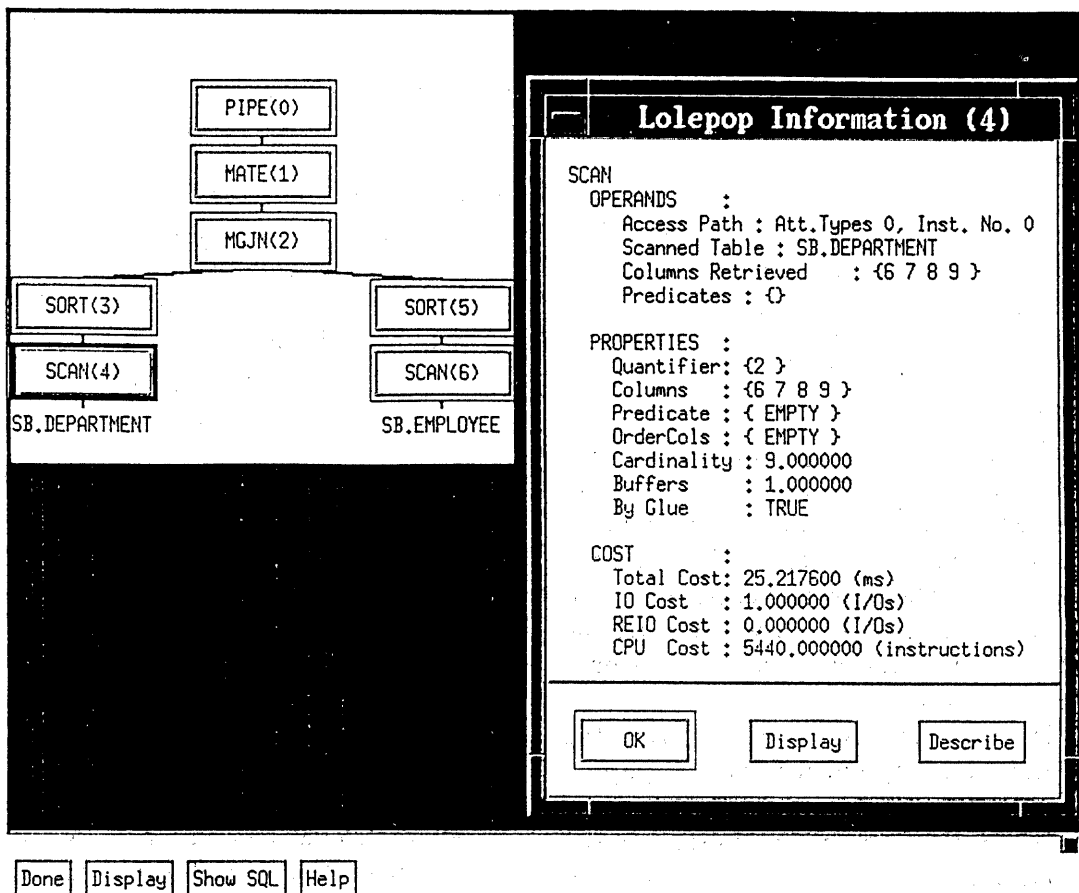 PIPE(0)
MATE(1)
MGJN(2)
SORT(3) SORT(5)
SCAN(4) SCAN(6)
SB.DEPARTMENT SB.EMPLOYEE
Lolepop Information (4)
SCAN
OPERANDS :
Access Path : Att.Types 0, Inst. No. 0
Scanned Table : SB.DEPARTMENT
Columns Retrieved : {6 7 8 9 }
Predicates : {}
PROPERTIES :
Quantifier: {2 }
Columns : {6 7 8 9 }
Predicate : { EMPTY }
OrderCols : { EMPTY }
Cardinality : 9.000000
Buffers : 1.000000
By Glue : TRUE
COST :
Total Cost: 25.217600 (ms)
IO Cost : 1.000000 (I/Os)
REIO Cost : 0.000000 (I/Os)
CPU Cost : 5440.000000 (instructions)
OK Display Describe
Done Display Show SQL Help